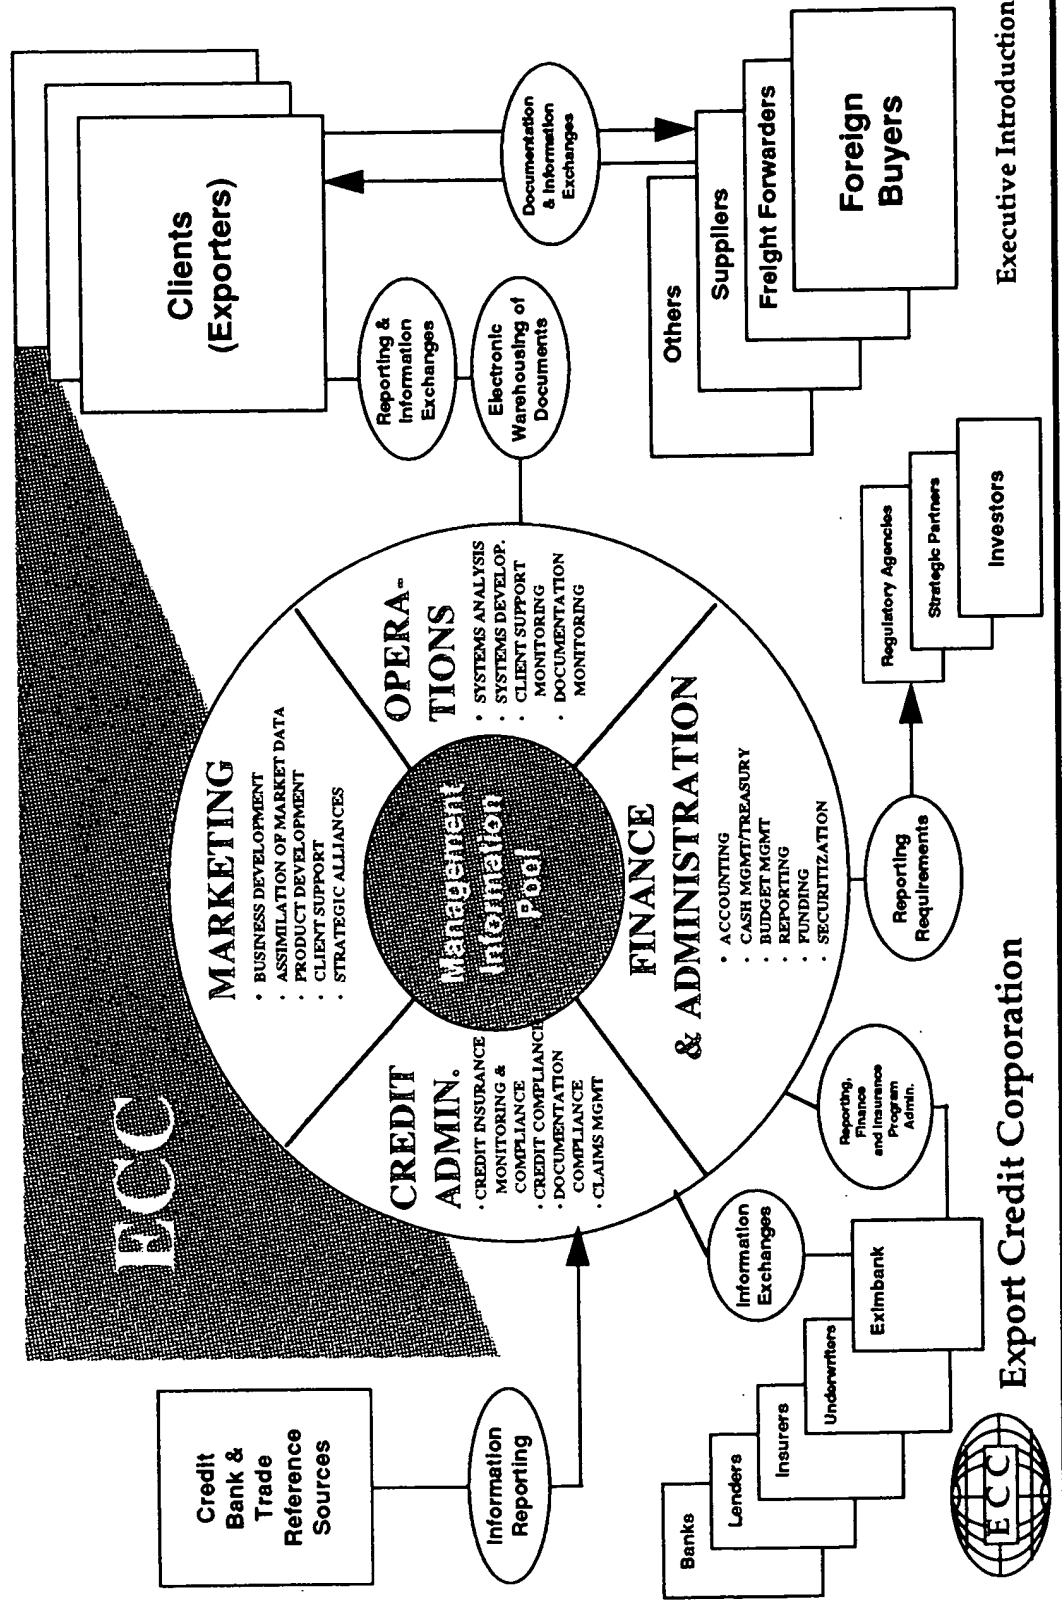 ECC
Credit
Bank &
Trade
Reference
Sources
Information
Reporting
MARKETING
• BUSINESS DEVELOPMENT
• ASSIMILATION OF MARKET DATA
• PRODUCT DEVELOPMENT
• CLIENT SUPPORT
• STRATEGIC ALLIANCES
CREDIT
ADMIN.
• CREDIT INSURANCE
MONITORING &
COMPLIANCE
• CREDIT COMPLIANCE
• DOCUMENTATION
COMPLIANCE
• CLAIMS MGMT
Management
Information
Pool
OPERA-
TIONS
• SYSTEMS ANALYSIS
• SYSTEMS DEVELOP.
• CLIENT SUPPORT
MONITORING
• DOCUMENTATION
MONITORING
FINANCE
& ADMINISTRATION
• ACCOUNTING
• CASH MGMT/TREASURY
• BUDGET MGMT
• REPORTING
• FUNDING
• SECURITIZATION
Clients
(Exporters)
Reporting &
Information
Exchanges
Electronic
Warehousing of
Documents
Documentation
& Information
Exchanges
Others
Suppliers
Freight Forwarders
Foreign
Buyers
Banks
Lenders
Insurers
Underwriters
Eximbank
Information
Exchanges
Reporting,
Finance
and Insurance
Program
Admin.
Reporting
Requirements
Regulatory Agencies
Strategic Partners
Investors
ECC
Export Credit Corporation
Executive Introduction